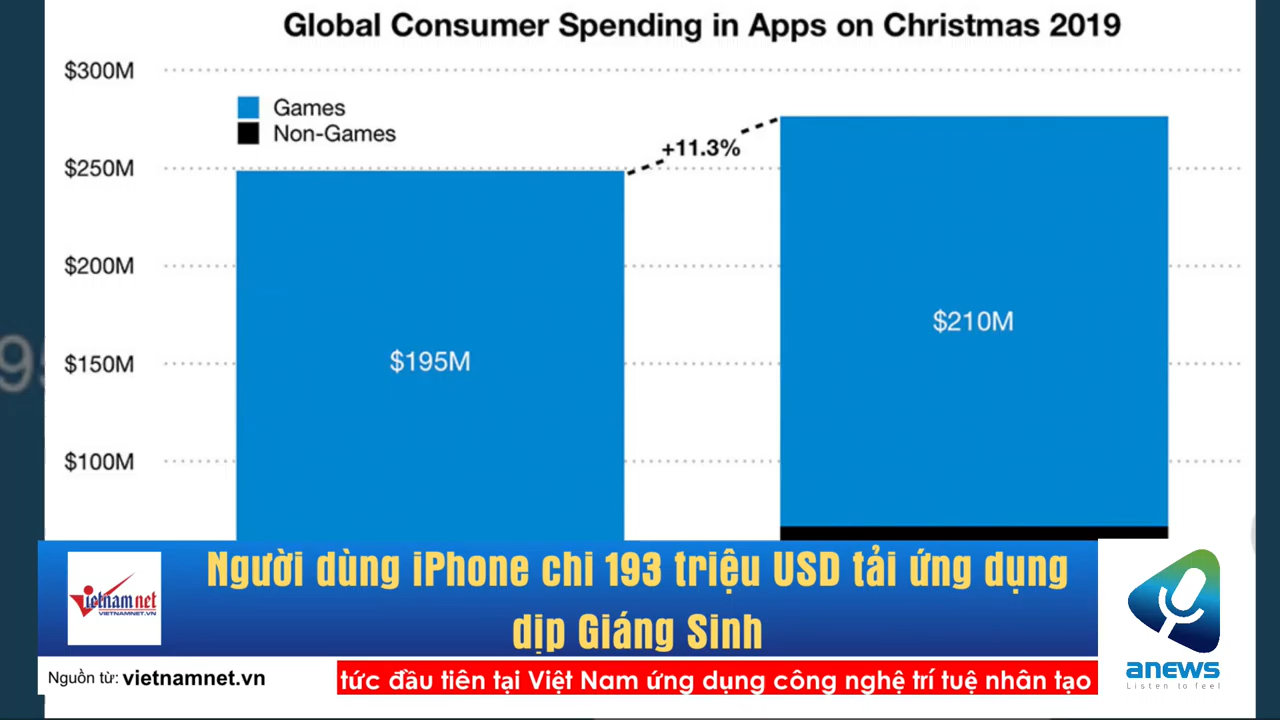 Global Consumer Spending in Apps on Christmas 2019
$300M
Games
Non-Games
+11.3%
$250M
$200M
$210M
$195M
$150M
$100M
Người dùng iPhone chi 193 triệu USD tải ứng dụng
dịp Giáng Sinh
Vietnamnet
VIETNAMNET.VN
Nguồn từ: vietnamnet.vn
tức đầu tiên tại Việt Nam ứng dụng công nghệ trí tuệ nhân tạo
anews
Listen to feel